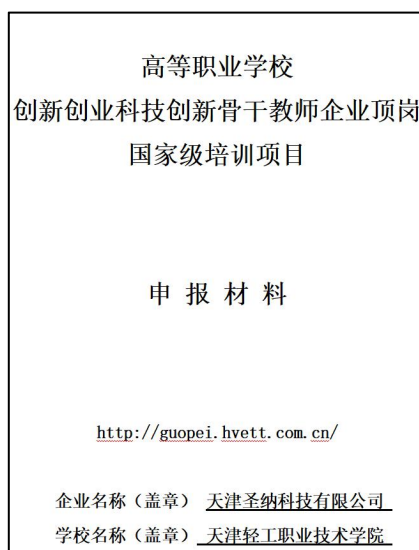 高等职业学校
创新创业科技创新骨干教师企业顶岗
国家级培训项目
申 报 材 料
http://guopei.hvett.com.cn/
企业名称（盖章） 天津圣纳科技有限公司
学校名称（盖章） 天津轻工职业技术学院